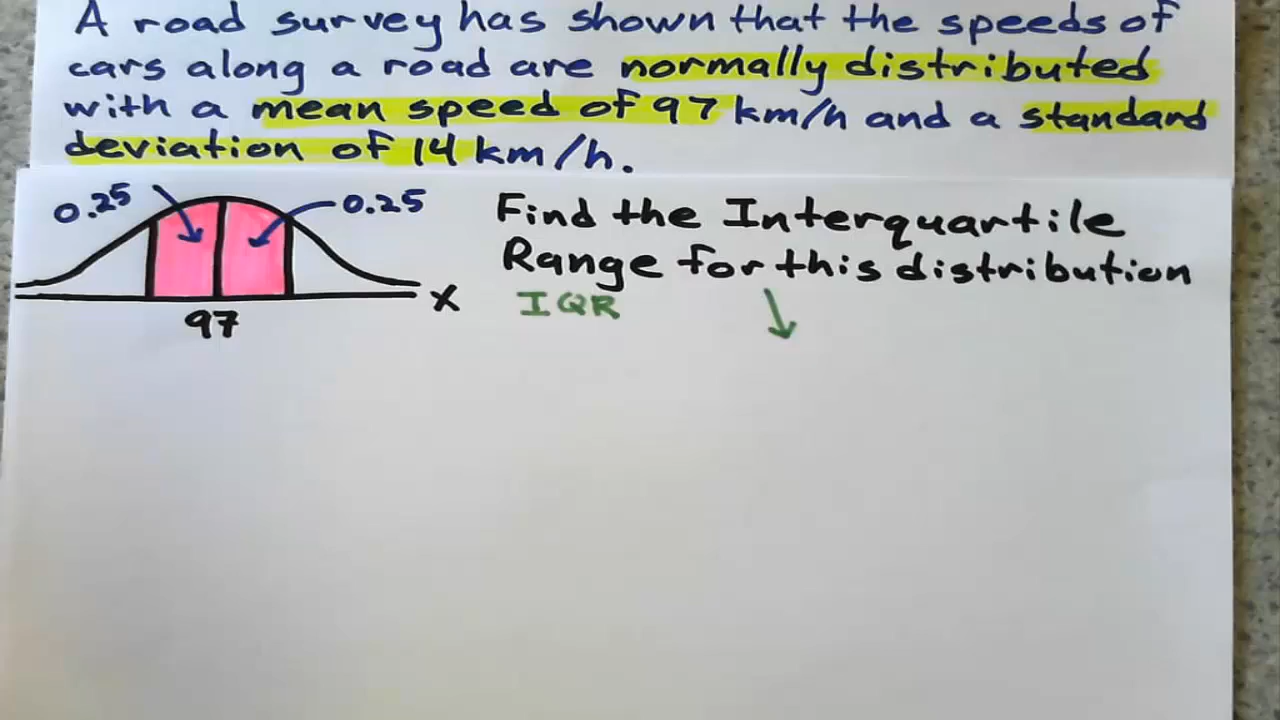 A road survey has shown that the speeds of
cars along a road are normally distributed
with a mean speed of 97 km/h and a standard
deviation of 14 km/h.
0.25
0.25
97
x
Find the Interquartile
Range for this distribution
IQR